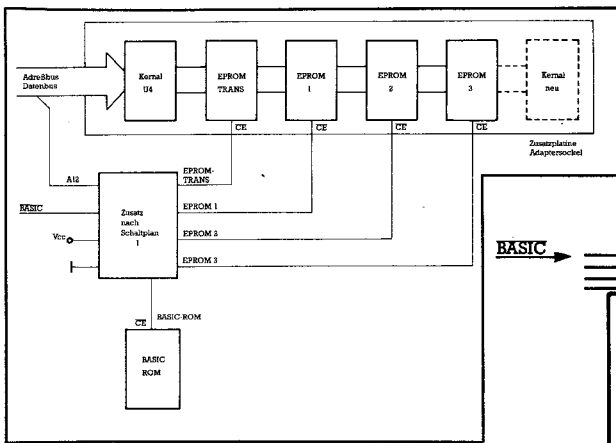 Adreßbus
Datenbus
Kernal
U4
EPROM
TRANS
EPROM
1
EPROM
2
EPROM
3
Kernal
neu
CE
CE
CE
CE
Zusatzplatine
Adaptersockel
A12
EPROM-
TRANS
BASIC
EPROM 1
Zusatz
nach
Schaltplan
1
Vcc
EPROM 2
EPROM 3
BASIC
CE
BASIC-ROM
BASIC
ROM